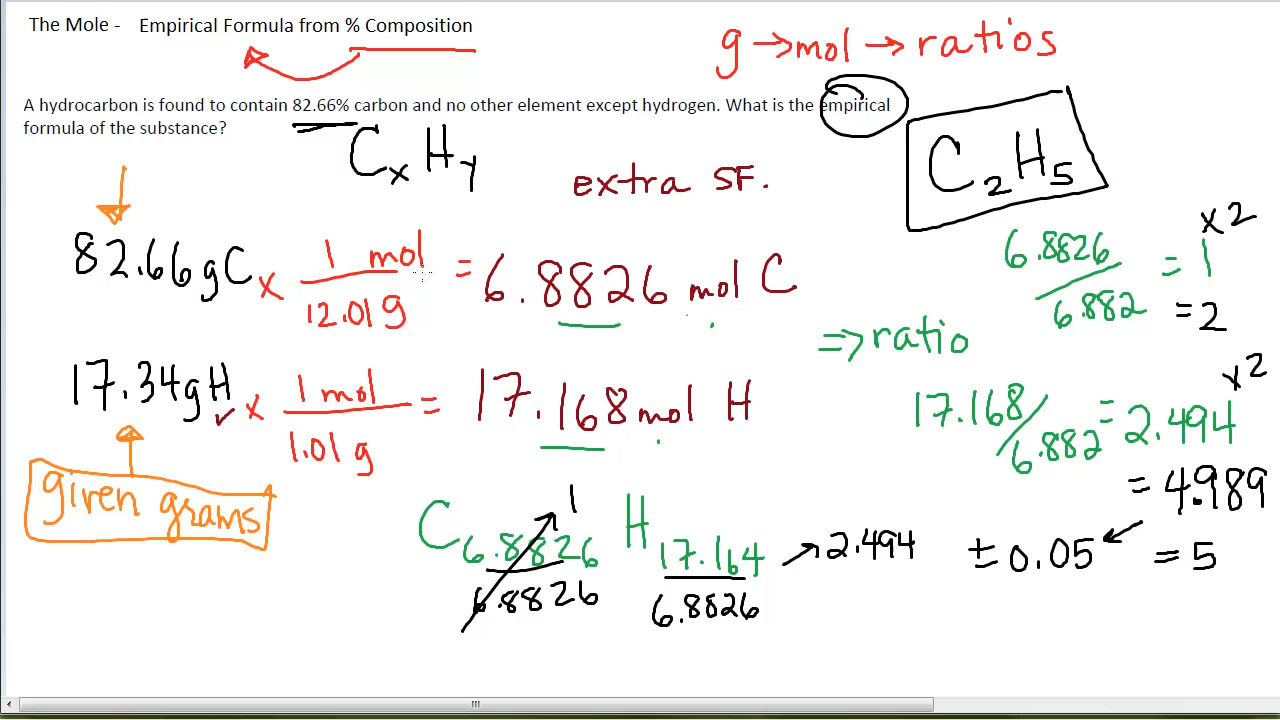 The Mole - Empirical Formula from % Composition
g → mol → ratios
A hydrocarbon is found to contain 82.66% carbon and no other element except hydrogen. What is the empirical
formula of the substance?
CxHy
extra SF.
C2H5
82.66gC x 1 mol / 12.01g = 6.8826 mol C
6.8826 / 6.882 = 1 x2
= 2
⇒ ratio
17.34gH x 1 mol / 1.01 g = 17.168 mol H
17.168 / 6.882 = 2.494 x2
= 4.989
± 0.05
= 5
given grams
C 6.8826 / 6.8826 → 1
H 17.164 / 6.8826 → 2.494